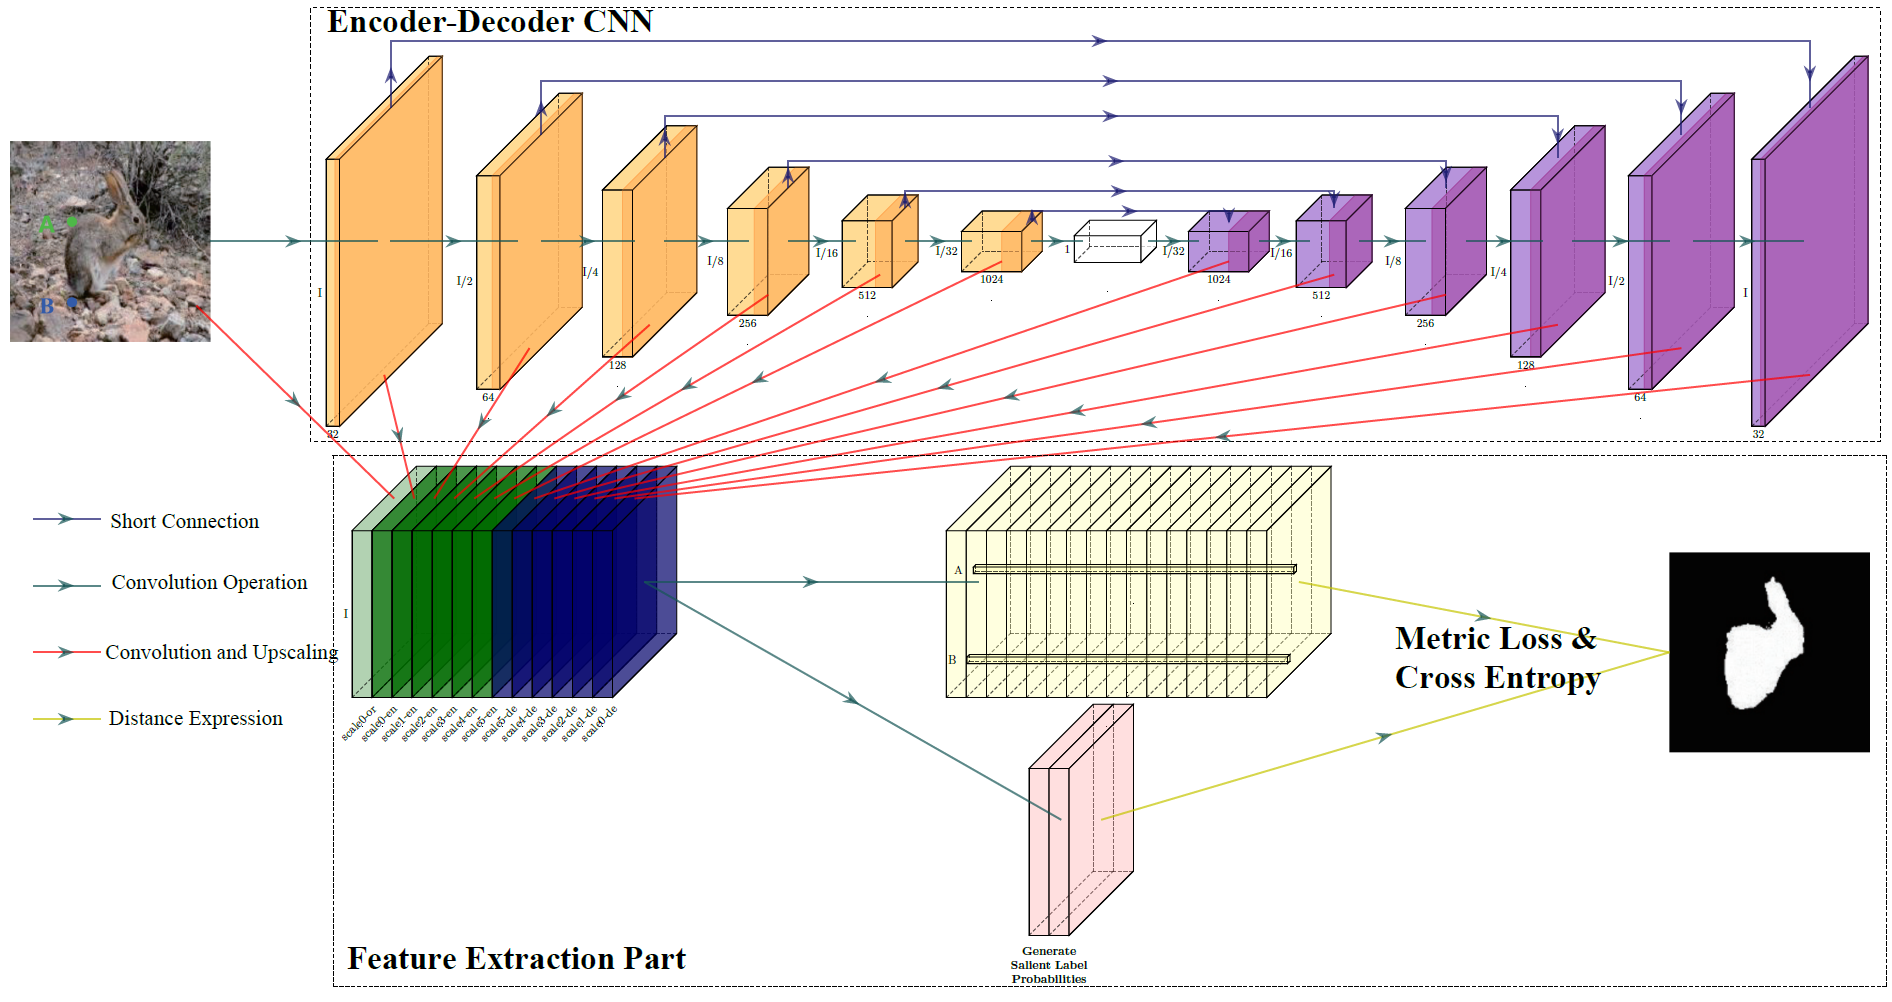 Encoder-Decoder CNN
A
B
I
32
I/2
64
I/4
128
I/8
256
I/16
512
I/32
1024
1
I/32
1024
I/16
512
I/8
256
I/4
128
I/2
64
I
32
Short Connection
Convolution Operation
Convolution and Upscaling
Distance Expression
I
scale0-or
scale0-en
scale1-en
scale2-en
scale3-en
scale4-en
scale5-en
scale5-de
scale4-de
scale3-de
scale2-de
scale1-de
scale0-de
A
B
Metric Loss &
Cross Entropy
Generate
Salient Label
Probabilities
Feature Extraction Part